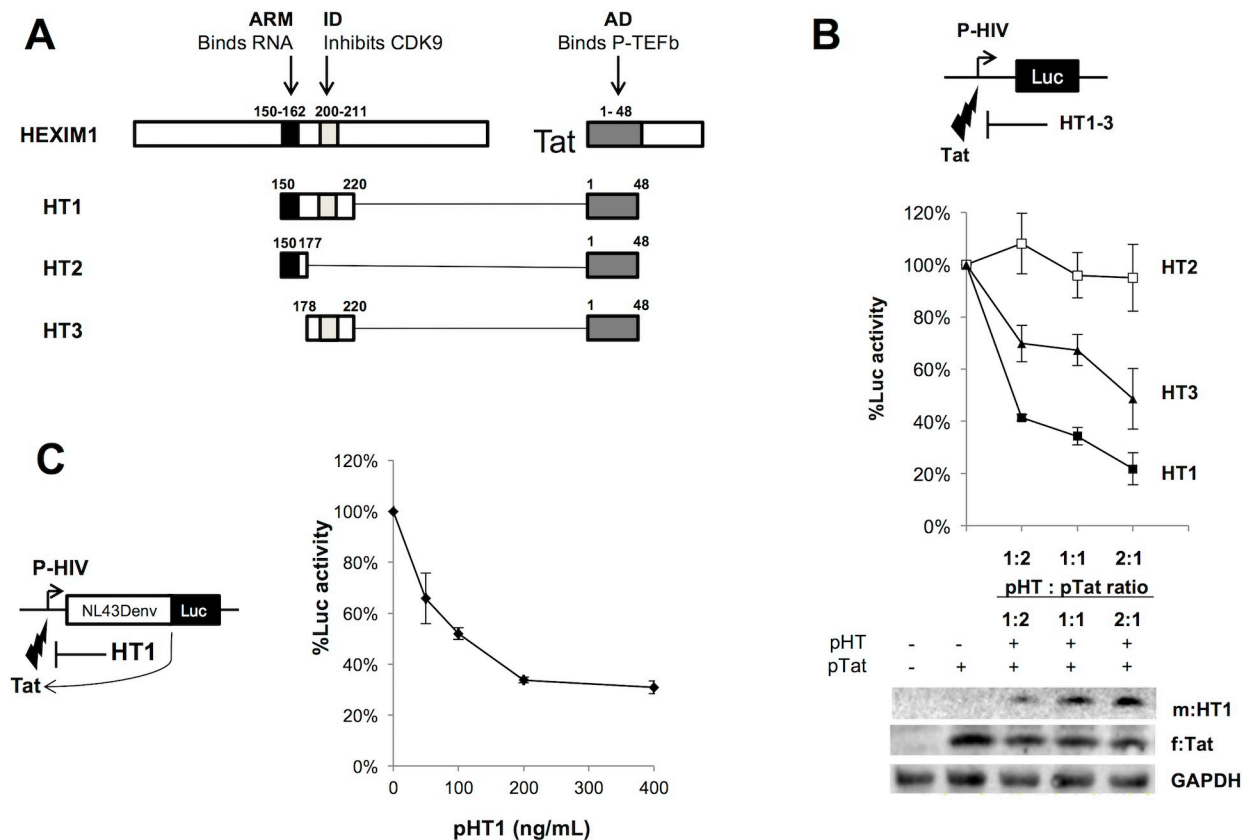 A
ARM ID AD
Binds RNA Inhibits CDK9 Binds P-TEFb
150-162 200-211 1- 48
HEXIM1 Tat
150 220 1 48
HT1
150 177 1 48
HT2
178 220 1 48
HT3
B
P-HIV
Luc
HT1-3
Tat
120%
100%
80%
60%
40%
20%
0%
%Luc activity
HT2
HT3
HT1
1:2 1:1 2:1
pHT : pTat ratio
1:2 1:1 2:1
pHT - - + + +
pTat - + + + +
m:HT1
f:Tat
GAPDH
C
P-HIV
NL43Denv Luc
HT1
Tat
120%
100%
80%
60%
40%
20%
0%
%Luc activity
0 100 200 300 400
pHT1 (ng/mL)